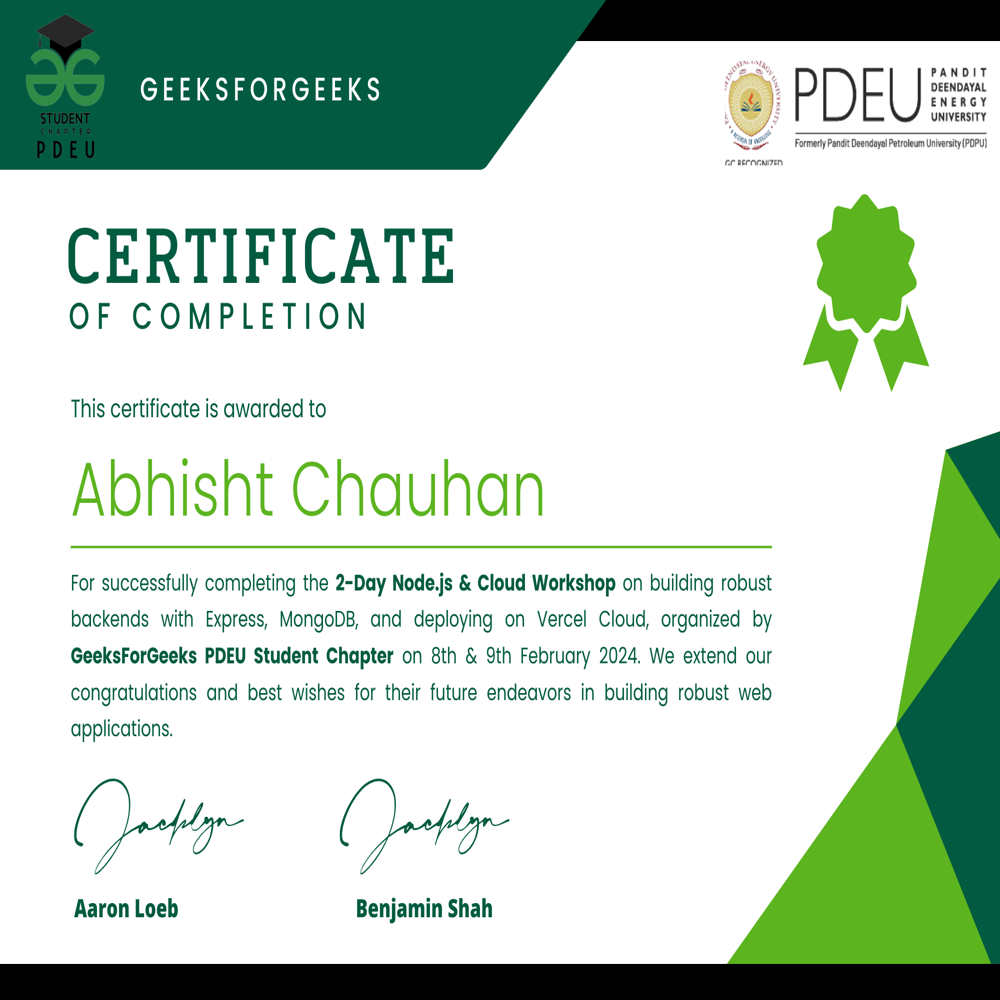 STUDENT
CHAPTER
PDEU
GEEKSFORGEEKS
PDEU
PANDIT
DEENDAYAL
ENERGY
UNIVERSITY
Formerly Pandit Deendayal Petroleum University (PDPU)
CERTIFICATE
OF COMPLETION
This certificate is awarded to
Abhisht Chauhan
For successfully completing the 2-Day Node.js & Cloud Workshop on building robust
backends with Express, MongoDB, and deploying on Vercel Cloud, organized by
GeeksForGeeks PDEU Student Chapter on 8th & 9th February 2024. We extend our
congratulations and best wishes for their future endeavors in building robust web
applications.
Jacklyn Jacklyn
Aaron Loeb Benjamin Shah